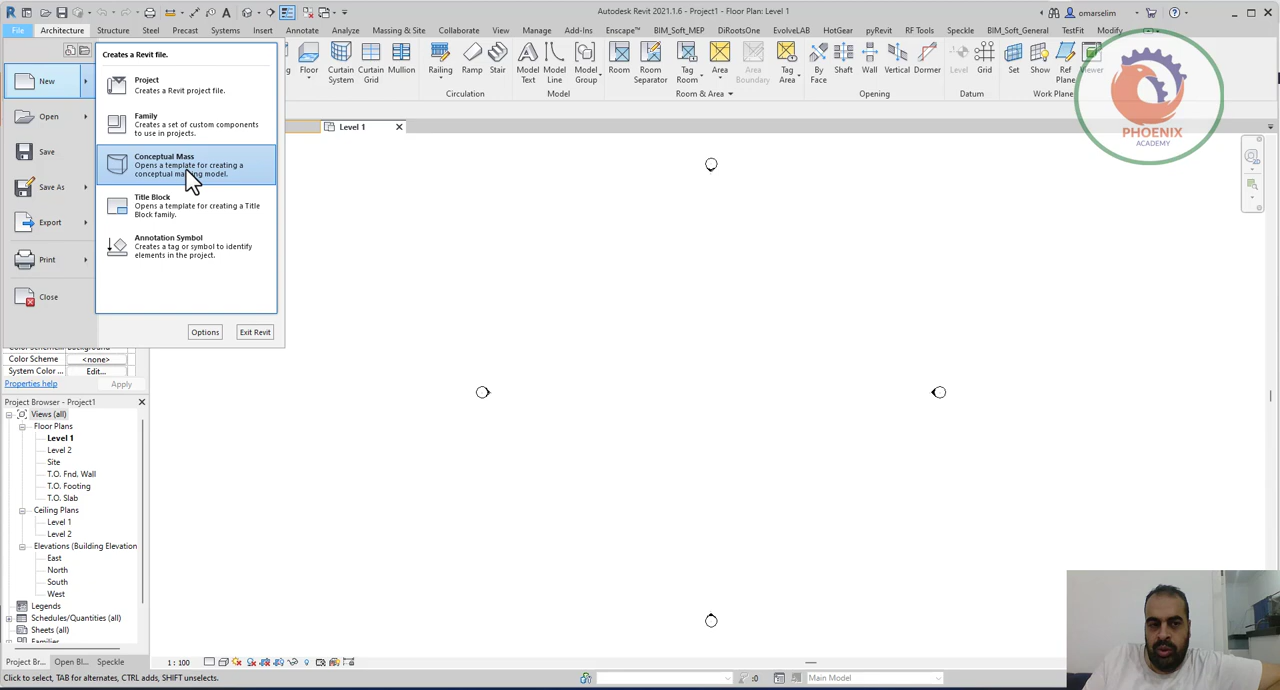 Autodesk Revit 2021.1.6 - Project1 - Floor Plan: Level 1
omarselim
File
Architecture
Structure
Steel
Precast
Systems
Insert
Annotate
Analyze
Massing & Site
Collaborate
View
Manage
Add-Ins
Enscape™
BIM_Soft_MEP
DiRootsOne
EvolveLAB
HotGear
pyRevit
RF Tools
Speckle
BIM_Soft_General
TestFit
Modify
Creates a Revit file.
New
Open
Save
Save As
Export
Print
Close
Project
Creates a Revit project file.
Family
Creates a set of custom components
to use in projects.
Conceptual Mass
Opens a template for creating a
conceptual model.
Title Block
Opens a template for creating a Title
Block family.
Annotation Symbol
Creates a tag or symbol to identify
elements in the project.
Options
Exit Revit
Floor
Curtain
System
Curtain
Grid
Mullion
Railing
Ramp
Stair
Circulation
Model
Text
Model
Line
Model
Group
Model
Room
Room
Separator
Tag
Room
Area
Area
Boundary
Tag
Area
Room & Area
By
Face
Shaft
Wall
Vertical
Dormer
Opening
Level
Grid
Datum
Set
Show
Ref
Plane
Viewer
Work Plane
PHOENIX
ACADEMY
Level 1
Color Scheme
<none>
System Color ...
Edit...
Properties help
Apply
Project Browser - Project1
Views (all)
Floor Plans
Level 1
Level 2
Site
T.O. Fnd. Wall
T.O. Footing
T.O. Slab
Ceiling Plans
Level 1
Level 2
Elevations (Building Elevation
East
North
South
West
Legends
Schedules/Quantities (all)
Sheets (all)
Families
Project Br...
Open Bl...
Speckle
1 : 100
Click to select, TAB for alternates, CTRL adds, SHIFT unselects.
:0
Main Model